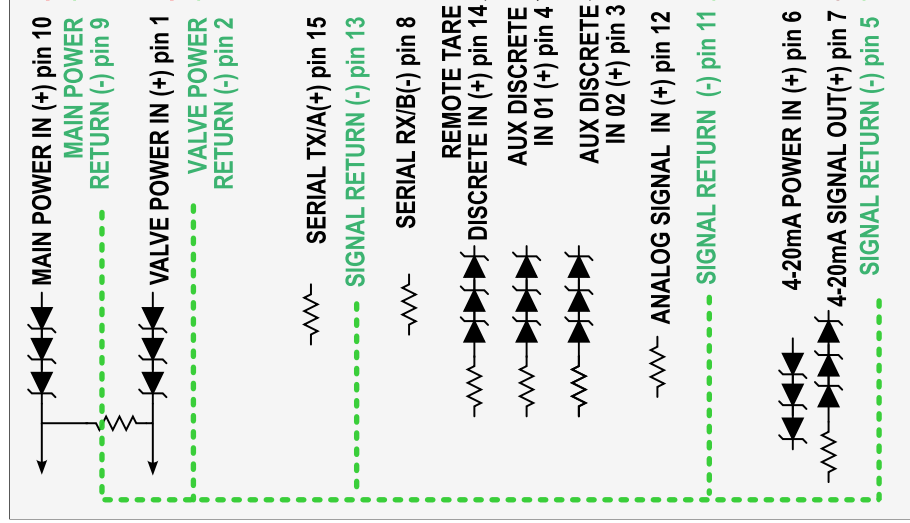 MAIN POWER IN (+) pin 10
MAIN POWER
RETURN (-) pin 9
VALVE POWER IN (+) pin 1
VALVE POWER
RETURN (-) pin 2
SERIAL TX/A(+) pin 15
SIGNAL RETURN (-) pin 13
SERIAL RX/B(-) pin 8
REMOTE TARE
DISCRETE IN (+) pin 14
AUX DISCRETE
IN 01 (+) pin 4
AUX DISCRETE
IN 02 (+) pin 3
ANALOG SIGNAL IN (+) pin 12
SIGNAL RETURN (-) pin 11
4-20mA POWER IN (+) pin 6
4-20mA SIGNAL OUT(+) pin 7
SIGNAL RETURN (-) pin 5